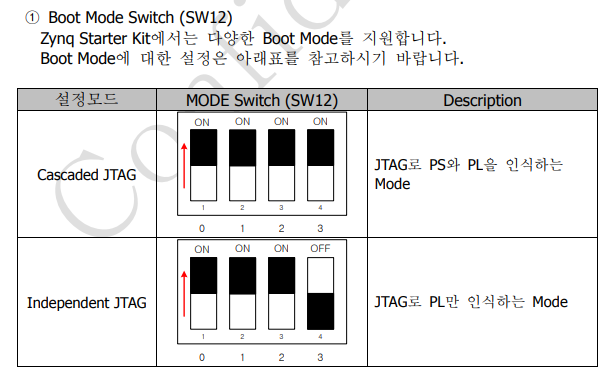 ① Boot Mode Switch (SW12)
Zynq Starter Kit에서는 다양한 Boot Mode를 지원합니다.
Boot Mode에 대한 설정은 아래표를 참고하시기 바랍니다.
설정모드 MODE Switch (SW12) Description
ON ON ON ON
Cascaded JTAG
JTAG로 PS와 PL을 인식하는
Mode
1 2 3 4
0 1 2 3
ON ON ON OFF
Independent JTAG
JTAG로 PL만 인식하는 Mode
1 2 3 4
0 1 2 3
Confid